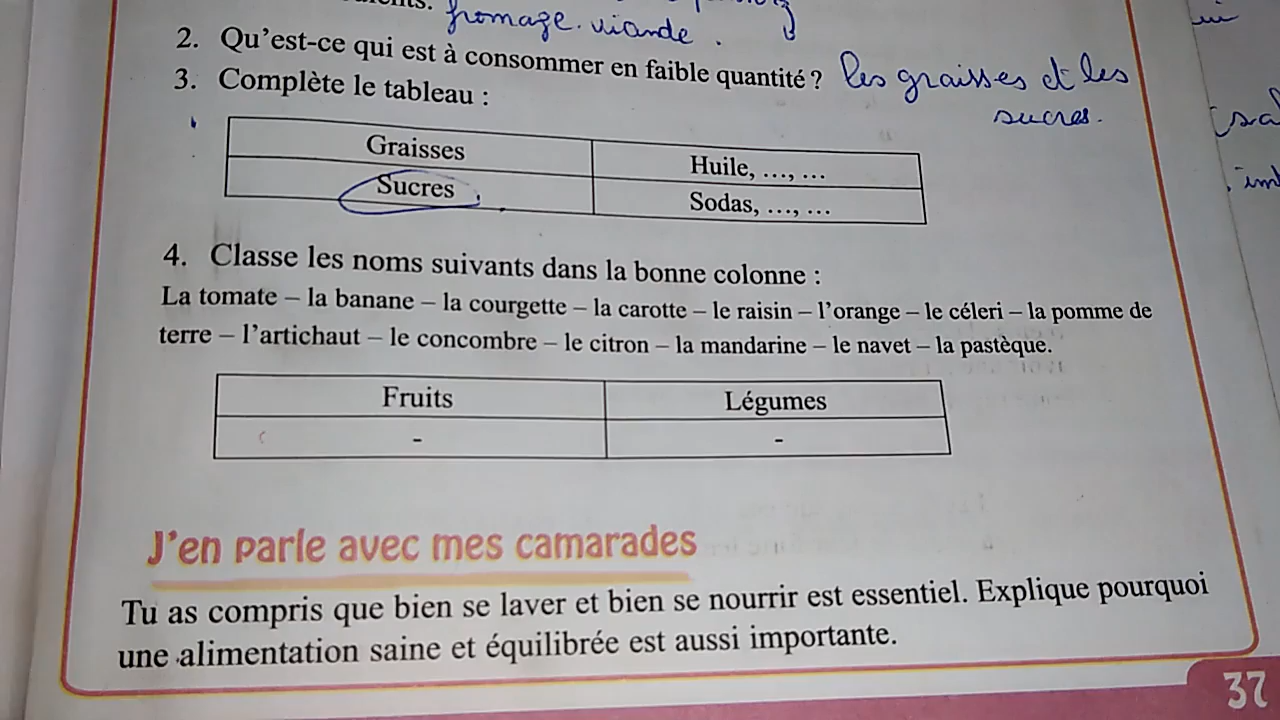 fromage. viande.
2. Qu'est-ce qui est à consommer en faible quantité ? les graisses et les
sucres.
3. Complète le tableau :
Graisses Huile, ..., ...
Sucres Sodas, ..., ...
4. Classe les noms suivants dans la bonne colonne :
La tomate – la banane – la courgette – la carotte – le raisin – l'orange – le céleri – la pomme de
terre – l'artichaut – le concombre – le citron – la mandarine – le navet – la pastèque.
Fruits Légumes
- -
J'en parle avec mes camarades
Tu as compris que bien se laver et bien se nourrir est essentiel. Explique pourquoi
une alimentation saine et équilibrée est aussi importante.
37